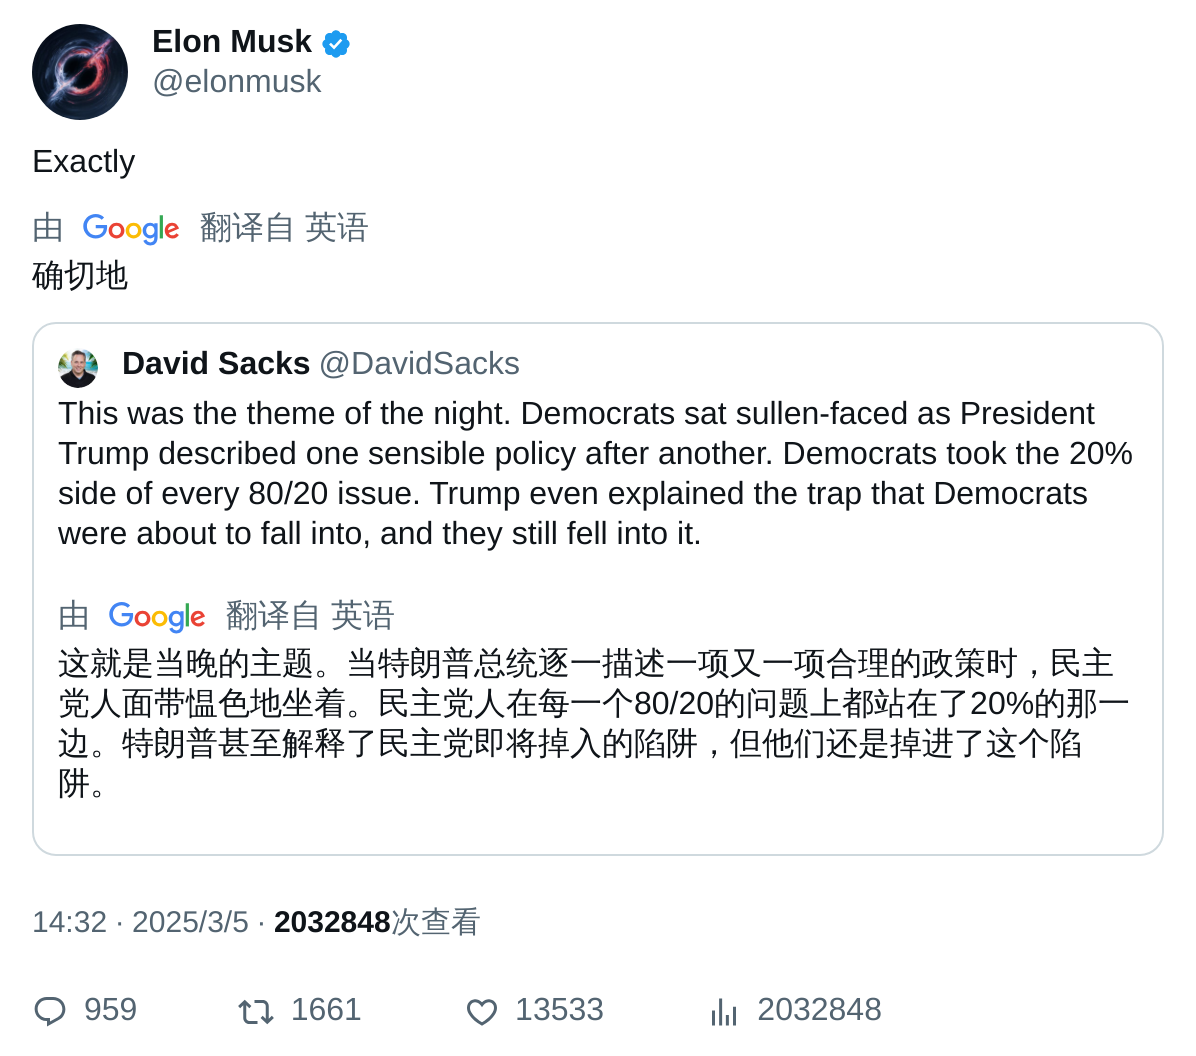 Elon Musk
@elonmusk
Exactly
由 Google 翻译自 英语
确切地
David Sacks @DavidSacks
This was the theme of the night. Democrats sat sullen-faced as President
Trump described one sensible policy after another. Democrats took the 20%
side of every 80/20 issue. Trump even explained the trap that Democrats
were about to fall into, and they still fell into it.
由 Google 翻译自 英语
这就是当晚的主题。当特朗普总统逐一描述一项又一项合理的政策时，民主
党人面带愠色地坐着。民主党人在每一个80/20的问题上都站在了20%的那一
边。特朗普甚至解释了民主党即将掉入的陷阱，但他们还是掉进了这个陷
阱。
14:32 · 2025/3/5 · 2032848次查看
959 1661 13533 2032848